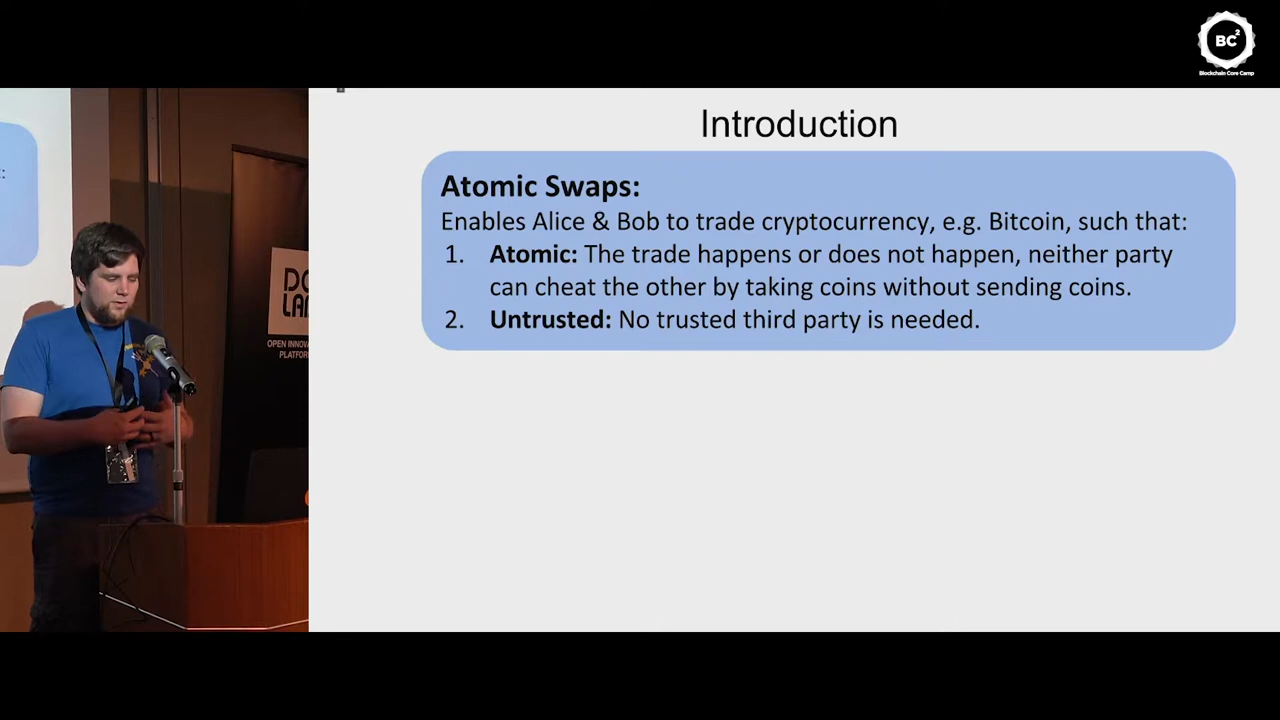 BC²
Blockchain Core Camp
Introduction
Atomic Swaps:
Enables Alice & Bob to trade cryptocurrency, e.g. Bitcoin, such that:
1. Atomic: The trade happens or does not happen, neither party
can cheat the other by taking coins without sending coins.
2. Untrusted: No trusted third party is needed.
OPEN